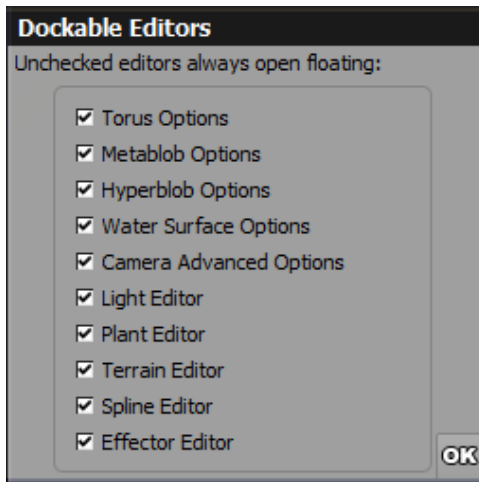 Dockable Editors
Unchecked editors always open floating:
Torus Options
Metablob Options
Hyperblob Options
Water Surface Options
Camera Advanced Options
Light Editor
Plant Editor
Terrain Editor
Spline Editor
Effector Editor
OK